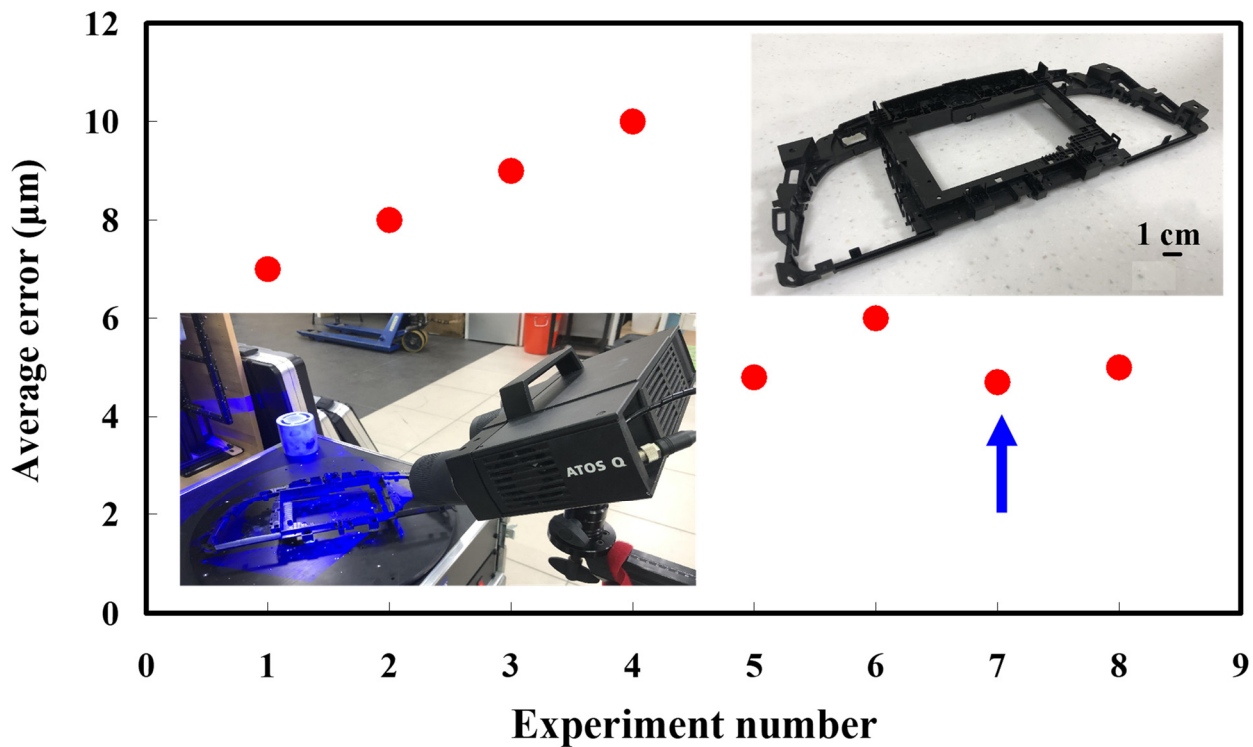 12
10
8
6
4
2
0
Average error (μm)
1 cm
ATOS Q
0 1 2 3 4 5 6 7 8 9
Experiment number